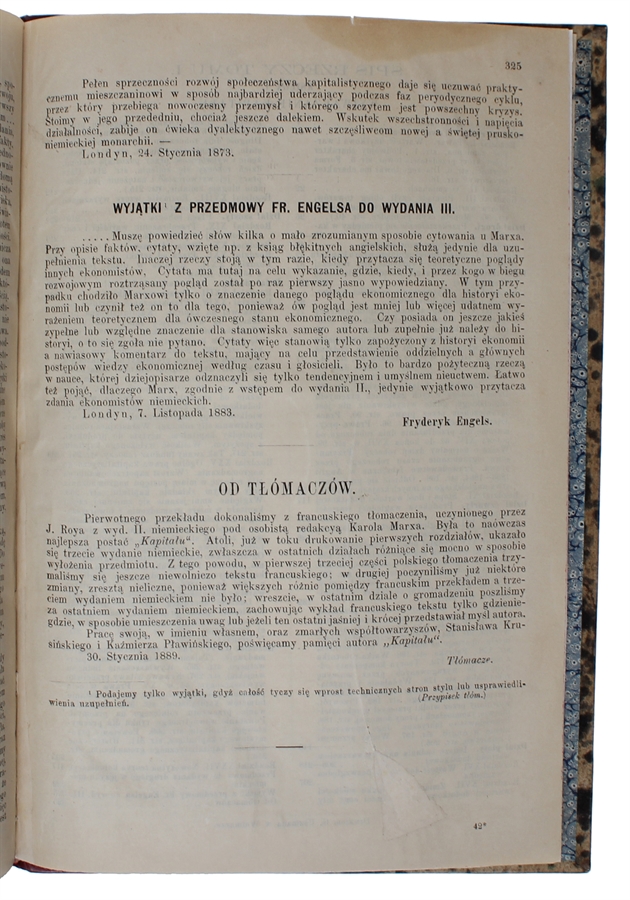 325
Pełen sprzeczności rozwój społeczeństwa kapitalistycznego daje się uczuwać prakty-
cznemu mieszczaninowi w sposób najbardziej uderzający podczas faz peryodycznego cyklu,
przez który przebiega nowoczesny przemysł i którego szczytem jest powszechny kryzys.
Stoimy w jego przededniu, chociaż jeszcze dalekiem. Wskutek wszechstronności i napięcia
działalności, zabije on ćwieka dyalektycznego nawet szczęśliwcom nowej a świętej prusko-
niemieckiej monarchii. —
Londyn, 24. Stycznia 1873.
WYJĄTKI¹ Z PRZEDMOWY FR. ENGELSA DO WYDANIA III.
..... Muszę powiedzieć słów kilka o mało zrozumianym sposobie cytowania u Marxa.
Przy opisie faktów, cytaty, wzięte np. z ksiąg błękitnych angielskich, służą jedynie dla uzu-
pełnienia tekstu. Inaczej rzeczy stoją w tym razie, kiedy przytacza się teoretyczne poglądy
innych ekonomistów. Cytata ma tutaj na celu wykazanie, gdzie, kiedy, i przez kogo w biegu
rozwojowym roztrząsany pogląd został po raz pierwszy jasno wypowiedziany. W tym przy-
padku chodziło Marxowi tylko o znaczenie danego poglądu ekonomicznego dla historyi eko-
nomii lub czynił też on to dla tego, ponieważ ów pogląd jest mniej lub więcej udatnem wy-
rażeniem teoretycznem dla ówczesnego stanu ekonomicznego. Czy posiada on jeszcze jakieś
zypełne lub względne znaczenie dla stanowiska samego autora lub zupełnie już należy do hi-
storyi, o to się zgoła nie pytano. Cytaty więc stanowią tylko zapożyczony z historyi ekonomii
a nawiasowy komentarz do tekstu, mający na celu przedstawienie oddzielnych a głównych
postępów wiedzy ekonomicznej według czasu i głosicieli. Było to bardzo pożyteczną rzeczą
w nauce, której dziejopisarze odznaczyli się tylko tendencyjnem i umyślnem nieuctwem. Łatwo
też pojąć, dlaczego Marx, zgodnie z wstępem do wydania II., jedynie wyjątkowo przytacza
zdania ekonomistów niemieckich.
Londyn, 7. Listopada 1883.
Fryderyk Engels.
OD TŁÓMACZÓW.
Pierwotnego przekładu dokonaliśmy z francuskiego tłomaczenia, uczynionego przez
J. Roya z wyd. II. niemieckiego pod osobistą redakcyą Karola Marxa. Była to naówczas
najlepsza postać „Kapitału“. Atoli, już w toku drukowanie pierwszych rozdziałów, ukazało
się trzecie wydanie niemieckie, zwłaszcza w ostatnich działach różniące się mocno w sposobie
wyłożenia przedmiotu. Z tego powodu, w pierwszej trzeciej części polskiego tłomaczenia trzy-
maliśmy się jeszcze niewolniczo tekstu francuskiego; w drugiej poczyniliśmy już niektóre
zmiany, zresztą nieliczne, ponieważ większych różnic pomiędzy francuskim przekładem a trze-
ciem wydaniem niemieckiem nie było; wreszcie, w ostatnim dziale o gromadzeniu poszliśmy
za ostatniem wydaniem niemieckiem, zachowując wykład francuskiego tekstu tylko gdzienie-
gdzie, w sposobie umieszczenia uwag lub jeżeli ten ostatni jaśniej i krócej przedstawiał myśl autora.
Pracę swoją, w imieniu własnem, oraz zmarłych współtowarzyszów, Stanisława Kru-
sińskiego i Kaźmierza Pławińskiego, poświęcamy pamięci autora „Kapitału“.
30. Stycznia 1889.
Tłómacze.
¹ Podajemy tylko wyjątki, gdyż całość tyczy się wprost technicznych stron stylu lub usprawiedli-
wienia uzupełnień.
(Przypisek tłóm.)
42*